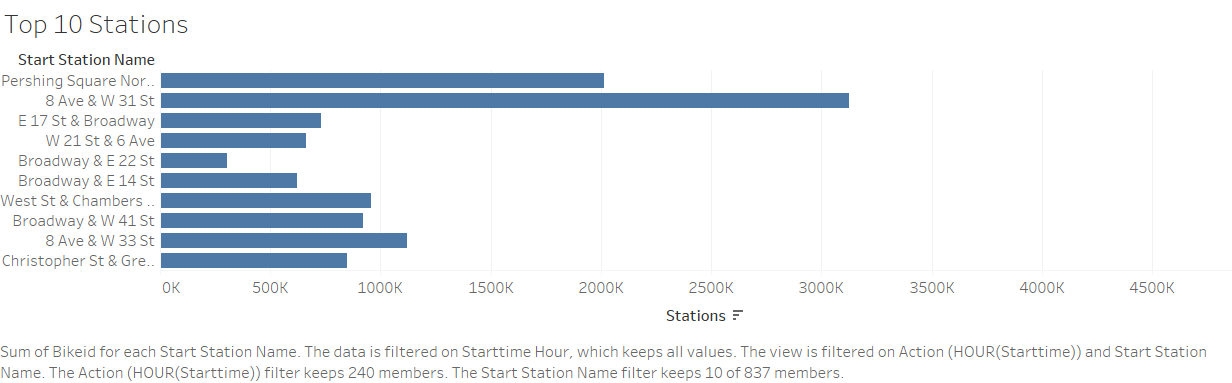 Top 10 Stations
Start Station Name
Pershing Square Nor..
8 Ave & W 31 St
E 17 St & Broadway
W 21 St & 6 Ave
Broadway & E 22 St
Broadway & E 14 St
West St & Chambers ..
Broadway & W 41 St
8 Ave & W 33 St
Christopher St & Gre..
0K 500K 1000K 1500K 2000K 2500K 3000K 3500K 4000K 4500K
Stations
Sum of Bikeid for each Start Station Name. The data is filtered on Starttime Hour, which keeps all values. The view is filtered on Action (HOUR(Starttime)) and Start Station
Name. The Action (HOUR(Starttime)) filter keeps 240 members. The Start Station Name filter keeps 10 of 837 members.